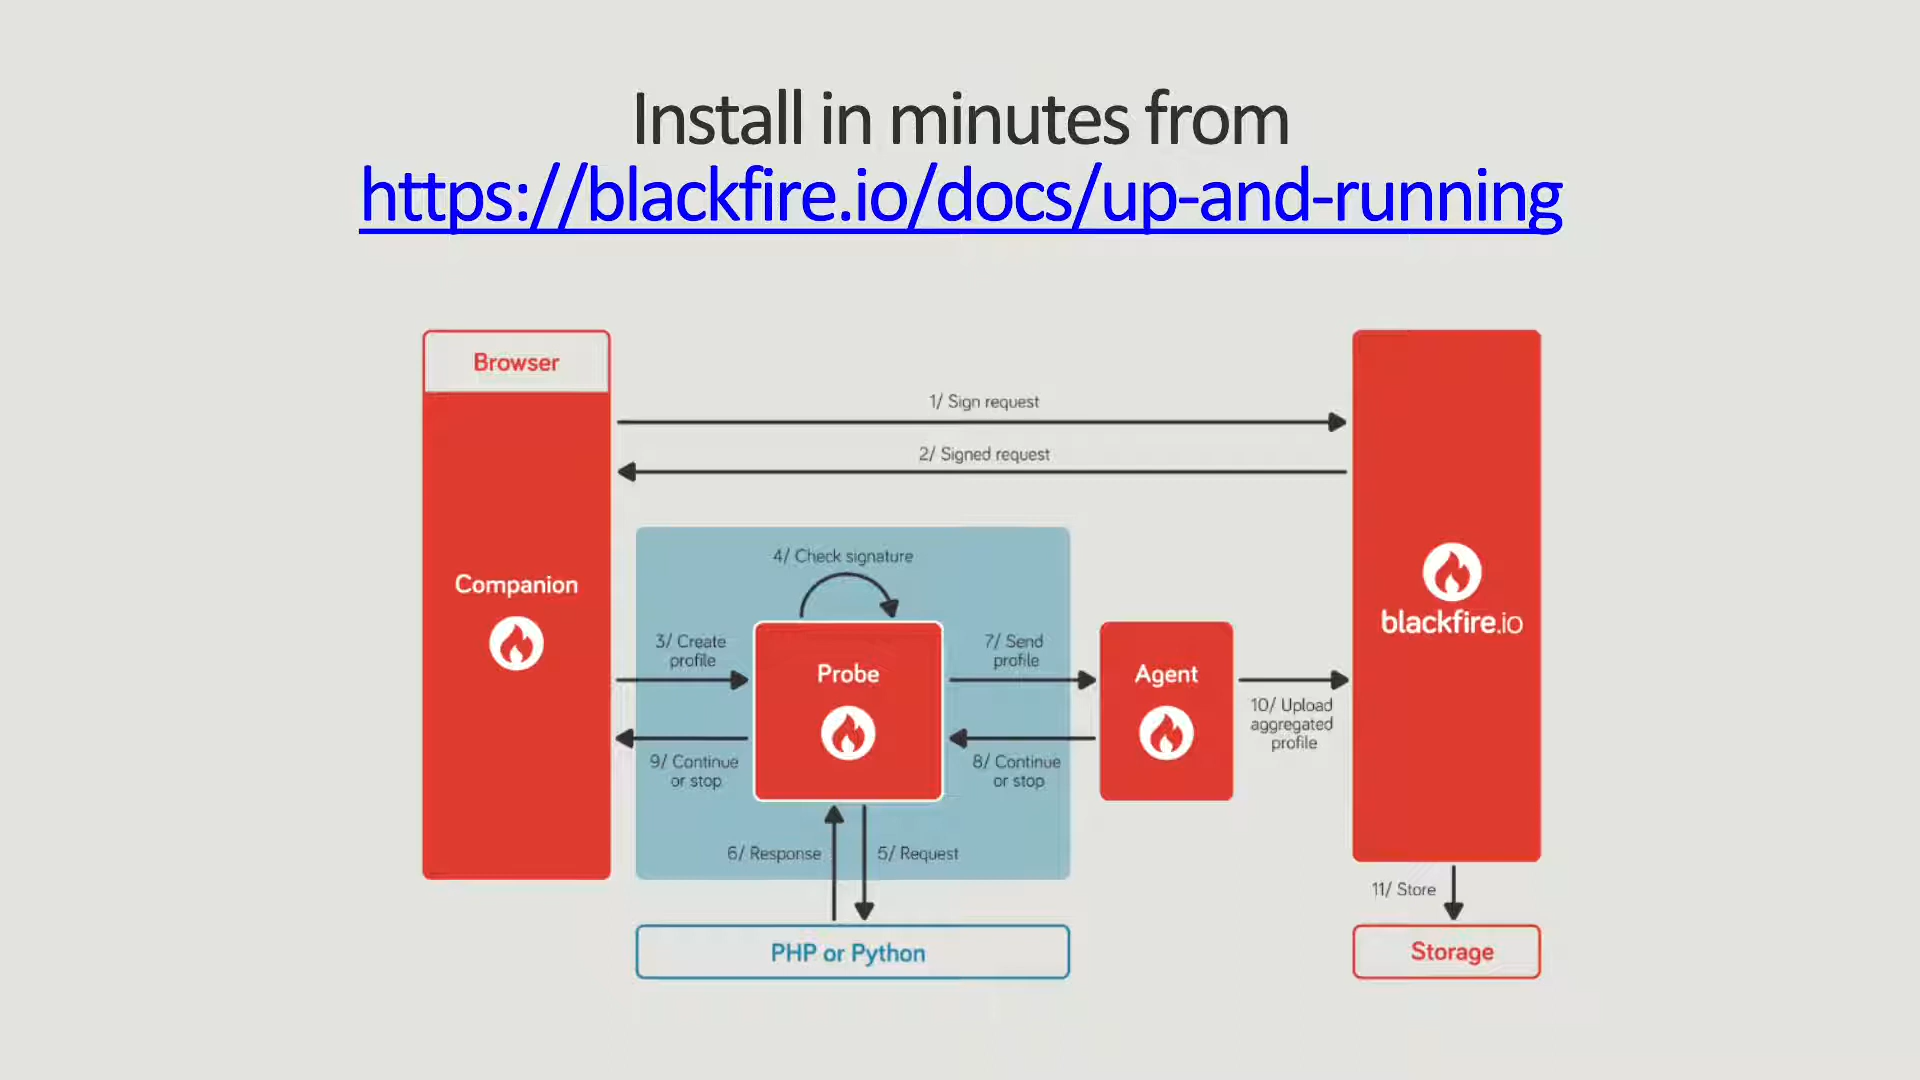 Install in minutes from
https://blackfire.io/docs/up-and-running
Browser
1/ Sign request
2/ Signed request
4/ Check signature
Companion
blackfire.io
3/ Create
profile
7/ Send
profile
Probe
Agent
10/ Upload
aggregated
profile
9/ Continue
or stop
8/ Continue
or stop
6/ Response
5/ Request
11/ Store
PHP or Python
Storage